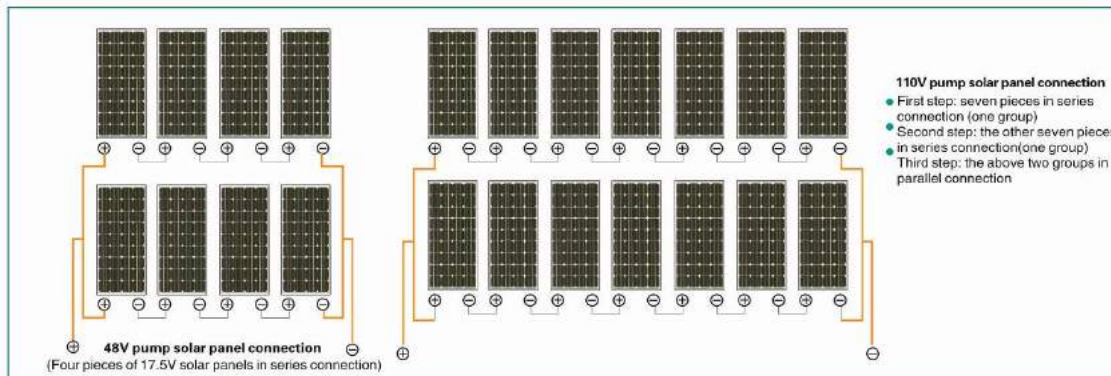 110V pump solar panel connection
First step: seven pieces in series
connection (one group)
Second step: the other seven pieces
in series connection(one group)
Third step: the above two groups in
parallel connection
48V pump solar panel connection
(Four pieces of 17.5V solar panels in series connection)